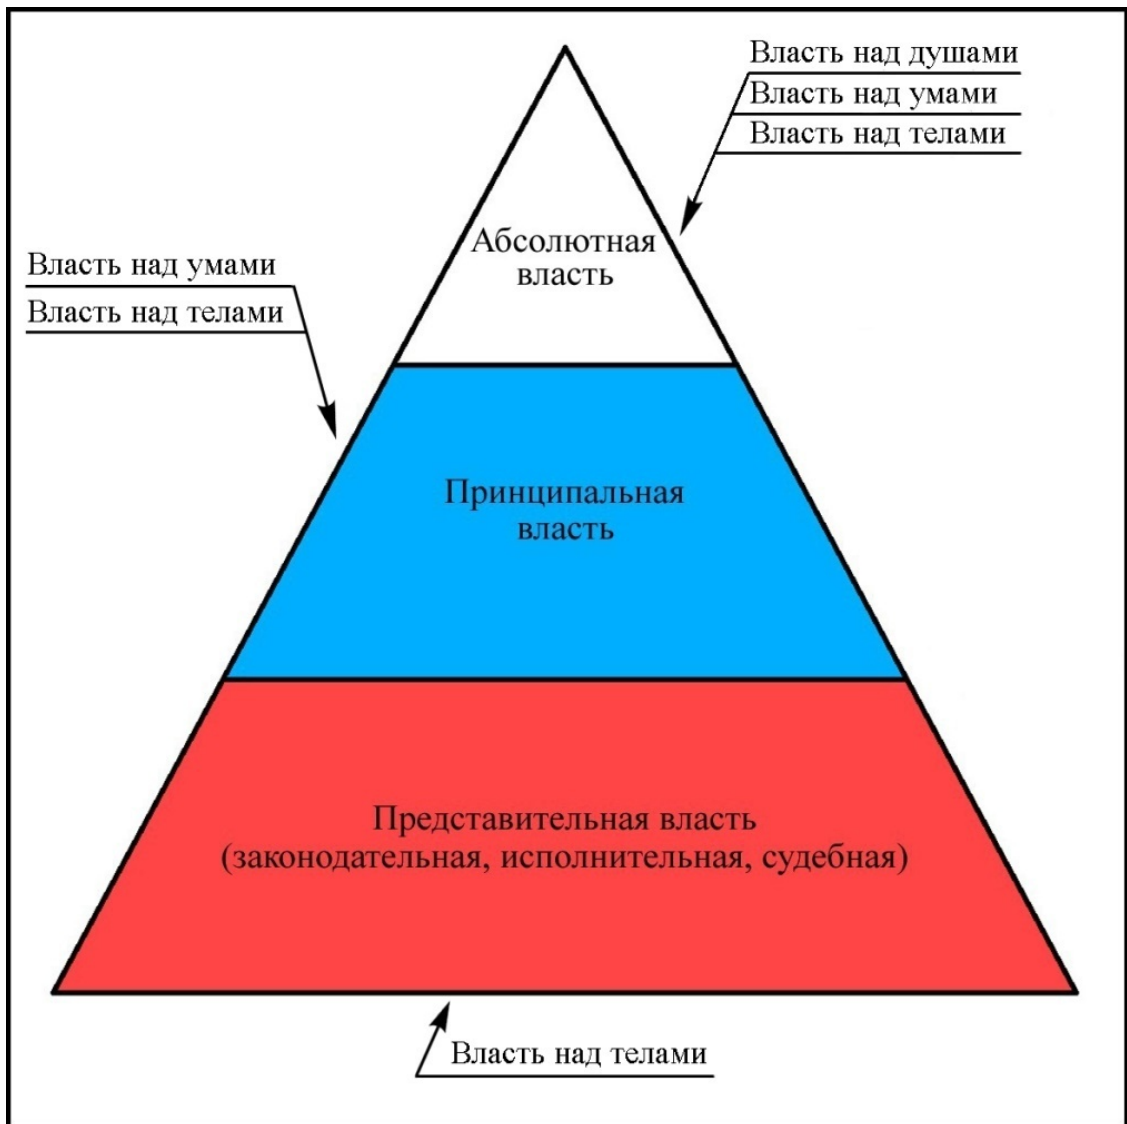 Власть над душами
Власть над умами
Власть над телами
Абсолютная
власть
Власть над умами
Власть над телами
Принципальная
власть
Представительная власть
(законодательная, исполнительная, судебная)
Власть над телами